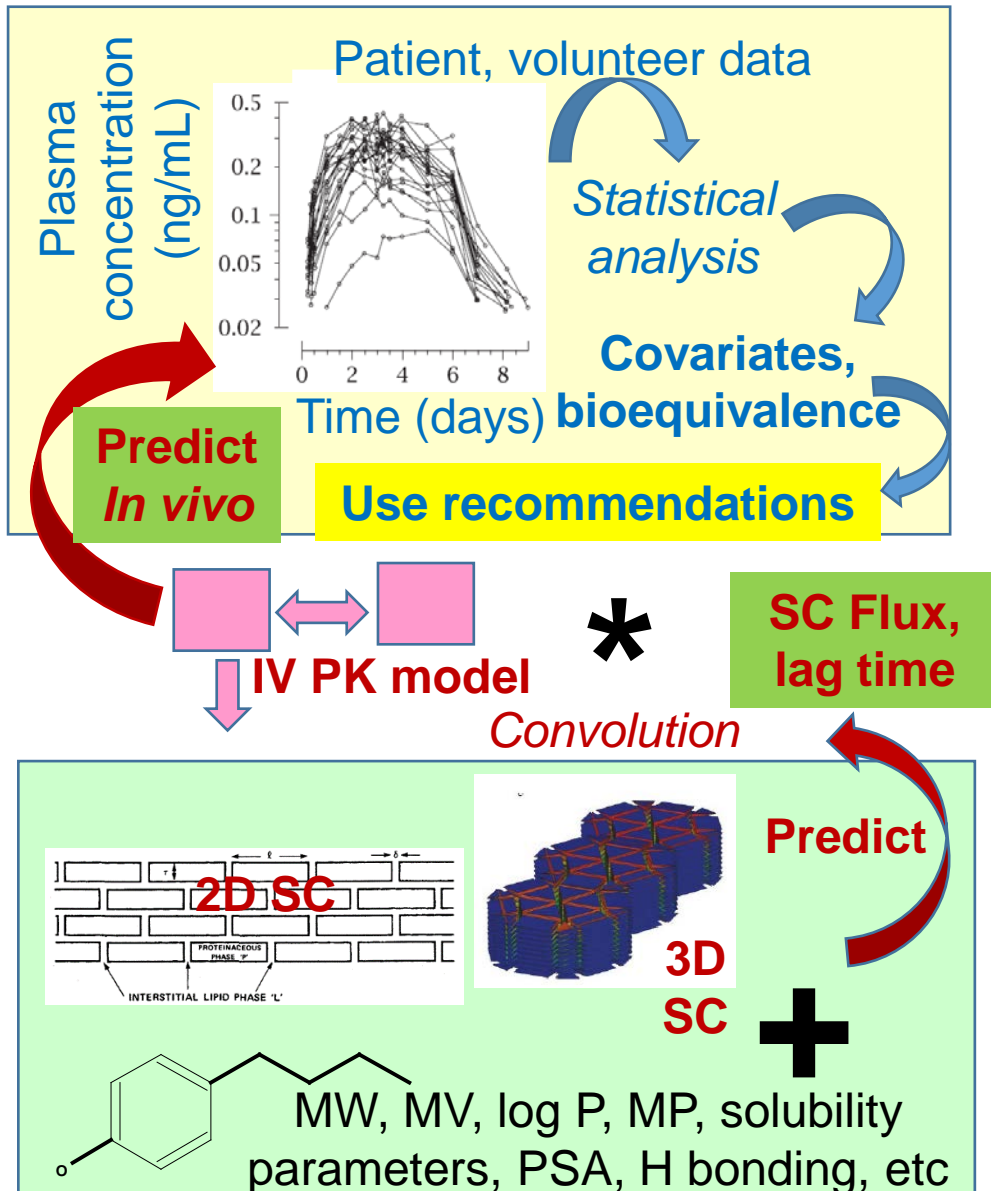 Patient, volunteer data
Plasma
concentration
(ng/mL)
0.5
0.2
0.1
0.05
0.02
0 2 4 6 8
Time (days)
Statistical
analysis
Covariates,
bioequivalence
Use recommendations
Predict
In vivo
IV PK model
*
Convolution
SC Flux,
lag time
Predict
2D SC
τ
ℓ
δ
PROTEINACEOUS
PHASE 'P'
INTERSTITIAL LIPID PHASE 'L'
3D
SC
+
O
MW, MV, log P, MP, solubility
parameters, PSA, H bonding, etc